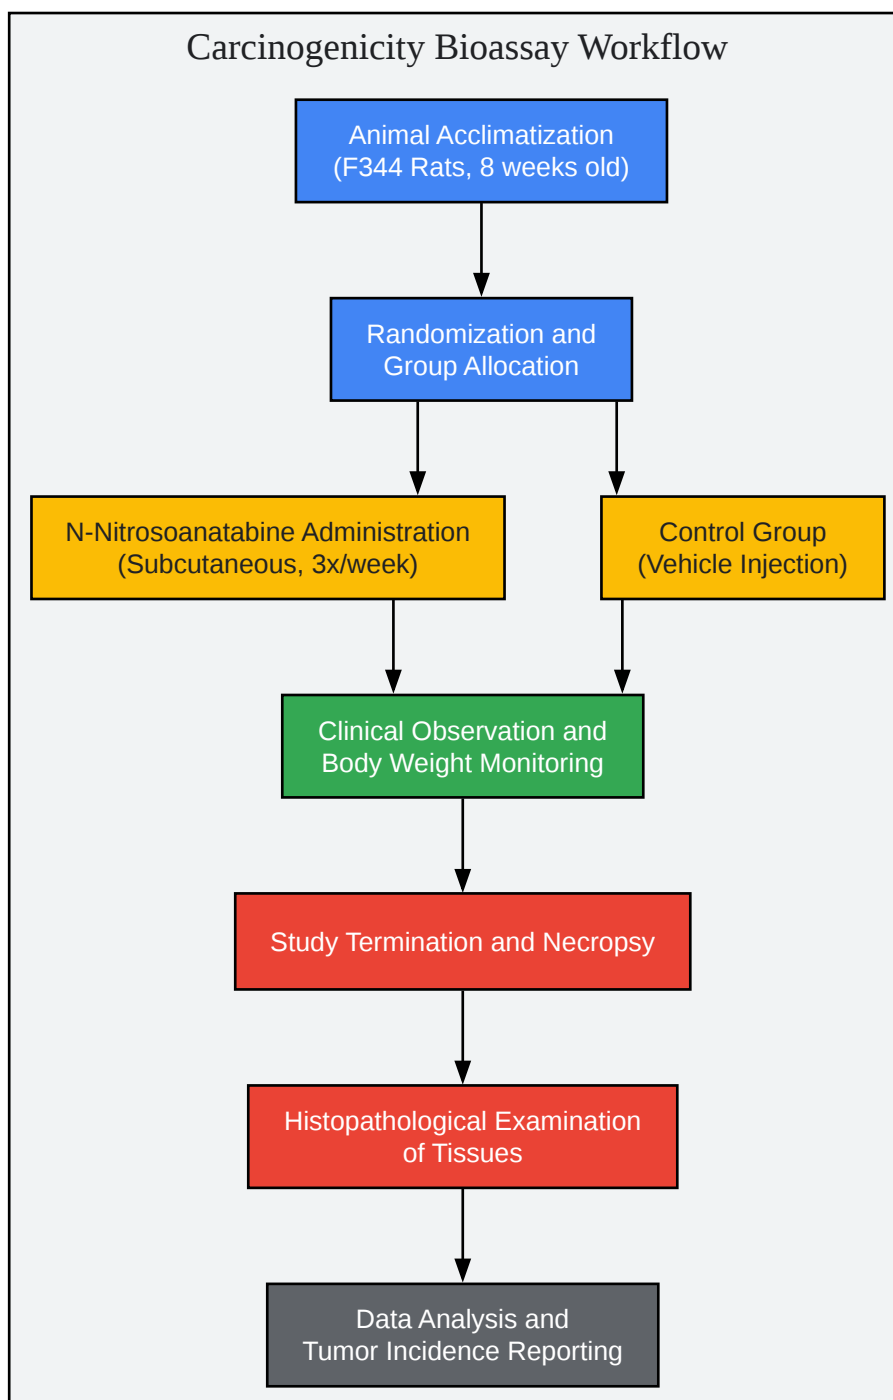 Carcinogenicity Bioassay Workflow
Animal Acclimatization
(F344 Rats, 8 weeks old)
Randomization and
Group Allocation
N-Nitrosoanatabine Administration
(Subcutaneous, 3x/week)
Control Group
(Vehicle Injection)
Clinical Observation and
Body Weight Monitoring
Study Termination and Necropsy
Histopathological Examination
of Tissues
Data Analysis and
Tumor Incidence Reporting